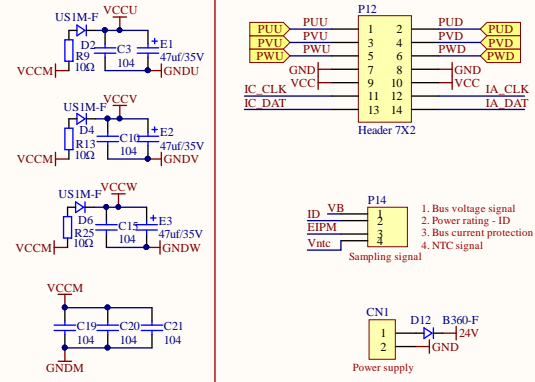 VCCU
US1M-F
D2
R9
10Ω
C3
104
E1
47uf/35V
VCCM
GNDU
VCCV
US1M-F
D4
R13
10Ω
C10
104
E2
47uf/35V
VCCM
GNDV
VCCW
US1M-F
D6
R25
10Ω
C15
104
E3
47uf/35V
VCCM
GNDW
VCCM
C19
104
C20
104
C21
104
GNDM
P12
PUU PUU 1 2 PUD PUD
PVU PVU 3 4 PVD PVD
PWU PWU 5 6 PWD PWD
GND 7 8 GND
VCC 9 10 VCC
IC_CLK 11 12 IA_CLK
IC_DAT 13 14 IA_DAT
Header 7X2
P14
VB 1
ID 2
EIPM 3
Vntc 4
Sampling signal
1. Bus voltage signal
2. Power rating - ID
3. Bus current protection
4. NTC signal
CN1
D12 B360-F
1 24V
2 GND
Power supply